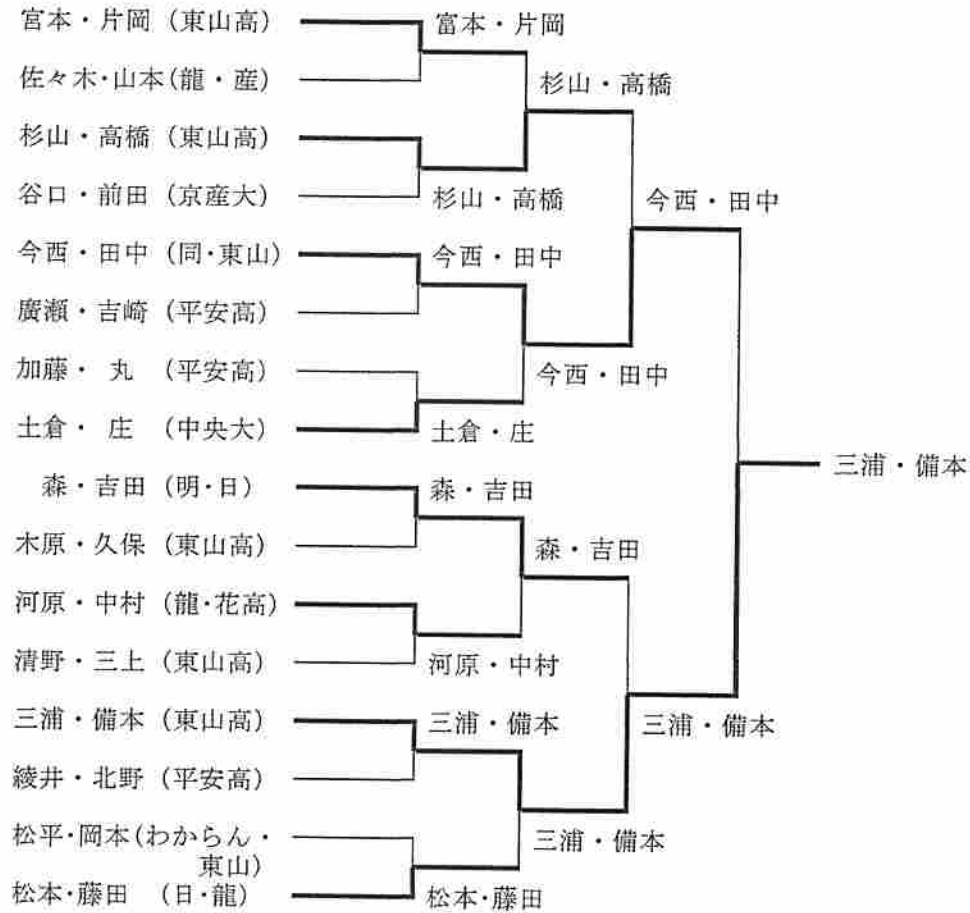 宮本・片岡（東山高）
富本・片岡
佐々木・山本（龍・産）
杉山・高橋
杉山・高橋（東山高）
谷口・前田（京産大）
杉山・高橋
今西・田中
今西・田中（同・東山）
今西・田中
廣瀬・吉崎（平安高）
加藤・丸（平安高）
今西・田中
土倉・庄（中央大）
土倉・庄
三浦・備本
森・吉田（明・日）
森・吉田
木原・久保（東山高）
森・吉田
河原・中村（龍・花高）
清野・三上（東山高）
河原・中村
三浦・備本（東山高）
三浦・備本
三浦・備本
綾井・北野（平安高）
松平・岡本（わからん・
東山）
三浦・備本
松本・藤田（日・龍）
松本・藤田